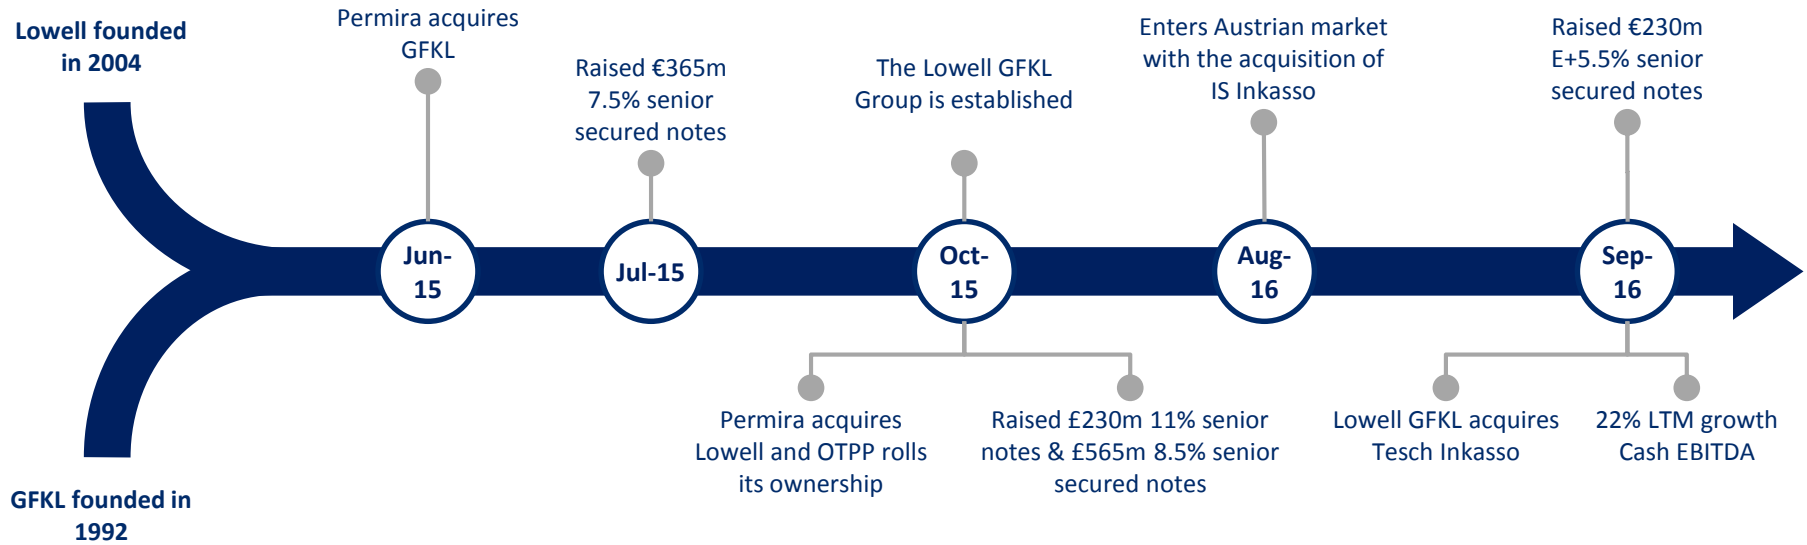 Lowell founded
in 2004
GFKL founded in
1992
Permira acquires
GFKL
Raised €365m
7.5% senior
secured notes
The Lowell GFKL
Group is established
Enters Austrian market
with the acquisition of
IS Inkasso
Raised €230m
E+5.5% senior
secured notes
Jun-
15
Jul-15
Oct-
15
Aug-
16
Sep-
16
Permira acquires
Lowell and OTPP rolls
its ownership
Raised £230m 11% senior
notes & £565m 8.5% senior
secured notes
Lowell GFKL acquires
Tesch Inkasso
22% LTM growth
Cash EBITDA